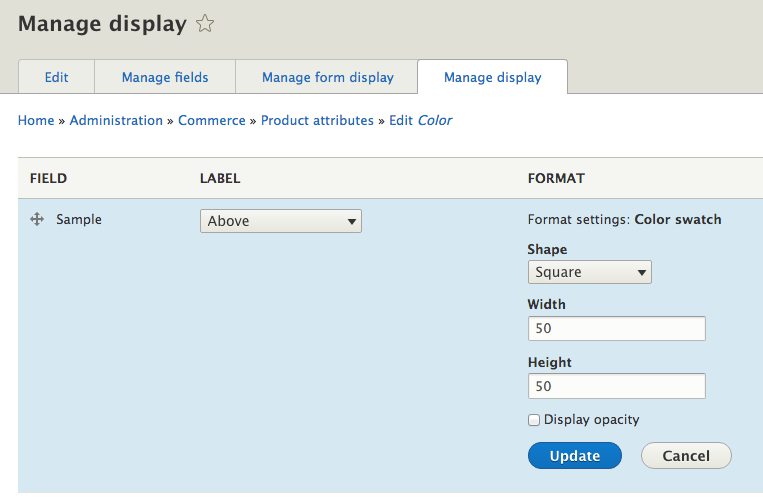 Manage display
Edit Manage fields Manage form display Manage display
Home » Administration » Commerce » Product attributes » Edit Color
FIELD LABEL FORMAT
Sample Above Format settings: Color swatch
Shape
Square
Width
50
Height
50
Display opacity
Update Cancel